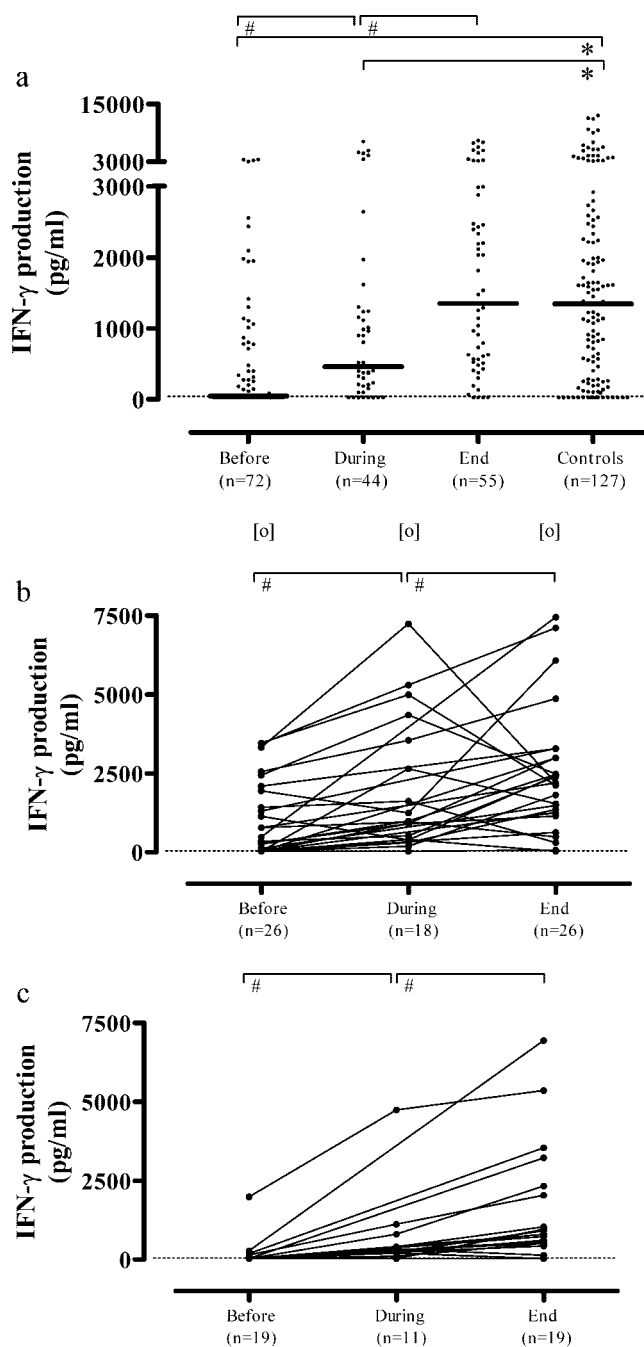 # #
*
*
a
15000
3000
3000
2000
1000
0
IFN-γ production
(pg/ml)
Before During End Controls
(n=72) (n=44) (n=55) (n=127)
[o] [o] [o]
# #
b
7500
5000
2500
0
IFN-γ production
(pg/ml)
Before During End
(n=26) (n=18) (n=26)
# #
c
7500
5000
2500
0
IFN-γ production
(pg/ml)
Before During End
(n=19) (n=11) (n=19)